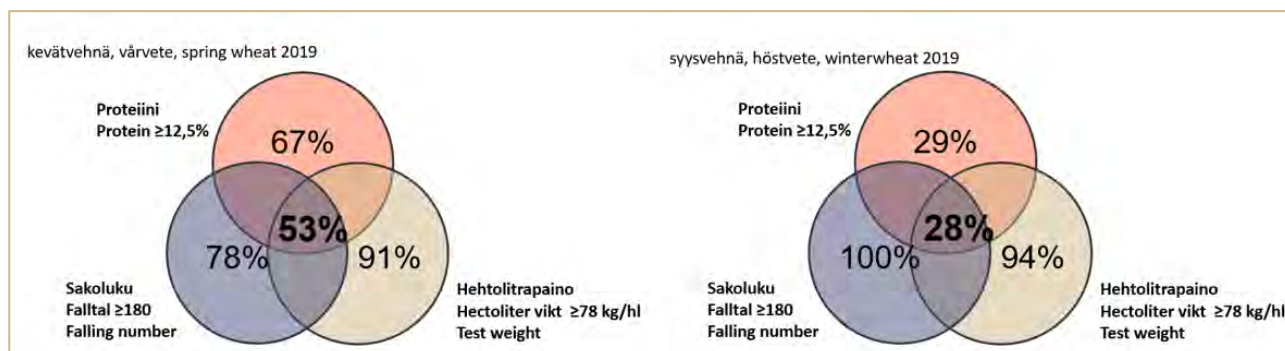 kevätvehnä, vårvete, spring wheat 2019
Proteiini
Protein ≥12,5%
67%
53%
78%
91%
Sakoluku
Falltal ≥180
Falling number
Hehtolitrapaino
Hectoliter vikt ≥78 kg/hl
Test weight
syysvehnä, höstvete, winterwheat 2019
Proteiini
Protein ≥12,5%
29%
28%
100%
94%
Sakoluku
Falltal ≥180
Falling number
Hehtolitrapaino
Hectoliter vikt ≥78 kg/hl
Test weight